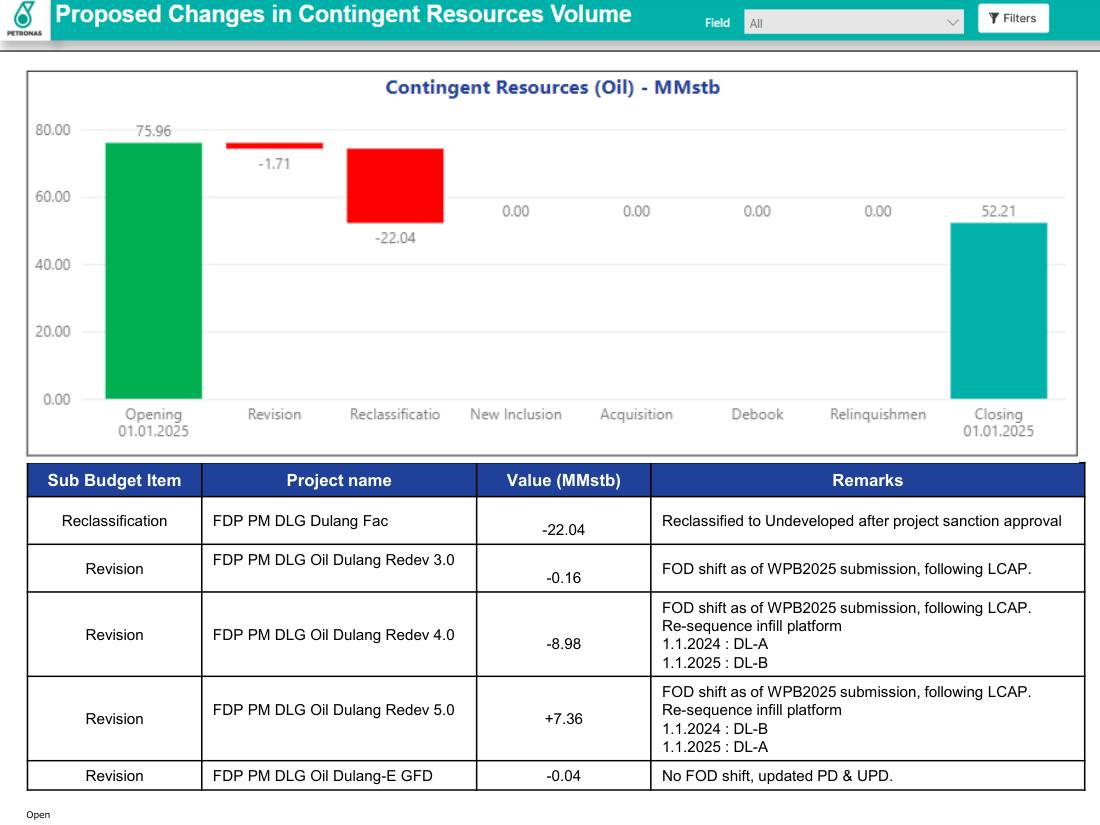 Proposed Changes in Contingent Resources Volume
PETRONAS
Field
All
Filters
Contingent Resources (Oil) - MMstb
80.00
60.00
40.00
20.00
0.00
75.96
-1.71
-22.04
0.00
0.00
0.00
0.00
52.21
Opening
01.01.2025
Revision
Reclassificatio
New Inclusion
Acquisition
Debook
Relinquishmen
Closing
01.01.2025
Sub Budget Item Project name Value (MMstb) Remarks
Reclassification FDP PM DLG Dulang Fac -22.04 Reclassified to Undeveloped after project sanction approval
Revision FDP PM DLG Oil Dulang Redev 3.0 -0.16 FOD shift as of WPB2025 submission, following LCAP.
Revision FDP PM DLG Oil Dulang Redev 4.0 -8.98 FOD shift as of WPB2025 submission, following LCAP.
Re-sequence infill platform
1.1.2024 : DL-A
1.1.2025 : DL-B
Revision FDP PM DLG Oil Dulang Redev 5.0 +7.36 FOD shift as of WPB2025 submission, following LCAP.
Re-sequence infill platform
1.1.2024 : DL-B
1.1.2025 : DL-A
Revision FDP PM DLG Oil Dulang-E GFD -0.04 No FOD shift, updated PD & UPD.
Open